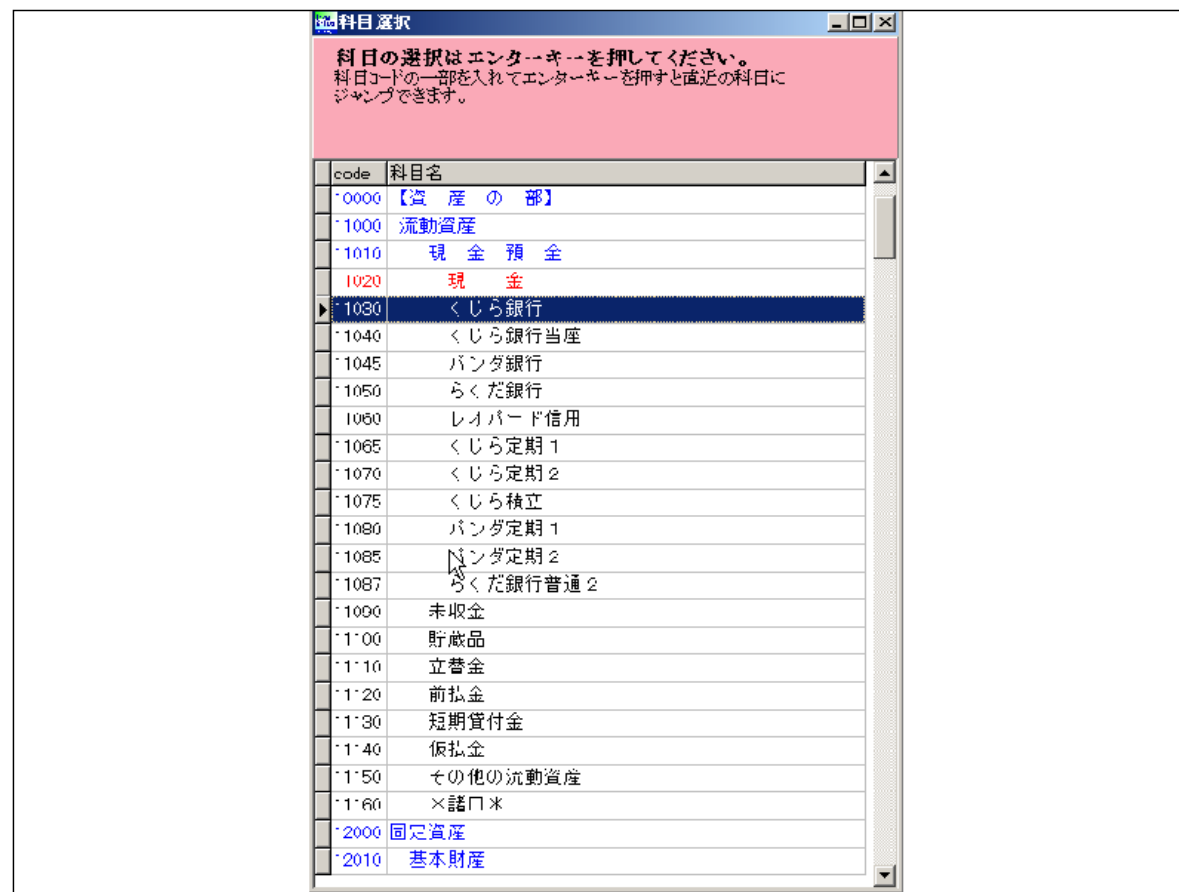 科目選択
科目の選択はエンターキーを押してください。
科目コードの一部を入れてエンターキーを押すと直近の科目に
ジャンプできます。
code 科目名
10000 【資 産 の 部】
11000 流動資産
11010 現 金 預 金
11020 現 金
11030 くじら銀行
11040 くじら銀行当座
11045 パンダ銀行
11050 らくだ銀行
11060 レオパード信用
11065 くじら定期1
11070 くじら定期2
11075 くじら積立
11080 パンダ定期1
11085 パンダ定期2
11087 らくだ銀行普通2
11090 未収金
11100 貯蔵品
11110 立替金
11120 前払金
11130 短期貸付金
11140 仮払金
11150 その他の流動資産
11160 ×諸口*
12000 固定資産
12010 基本財産